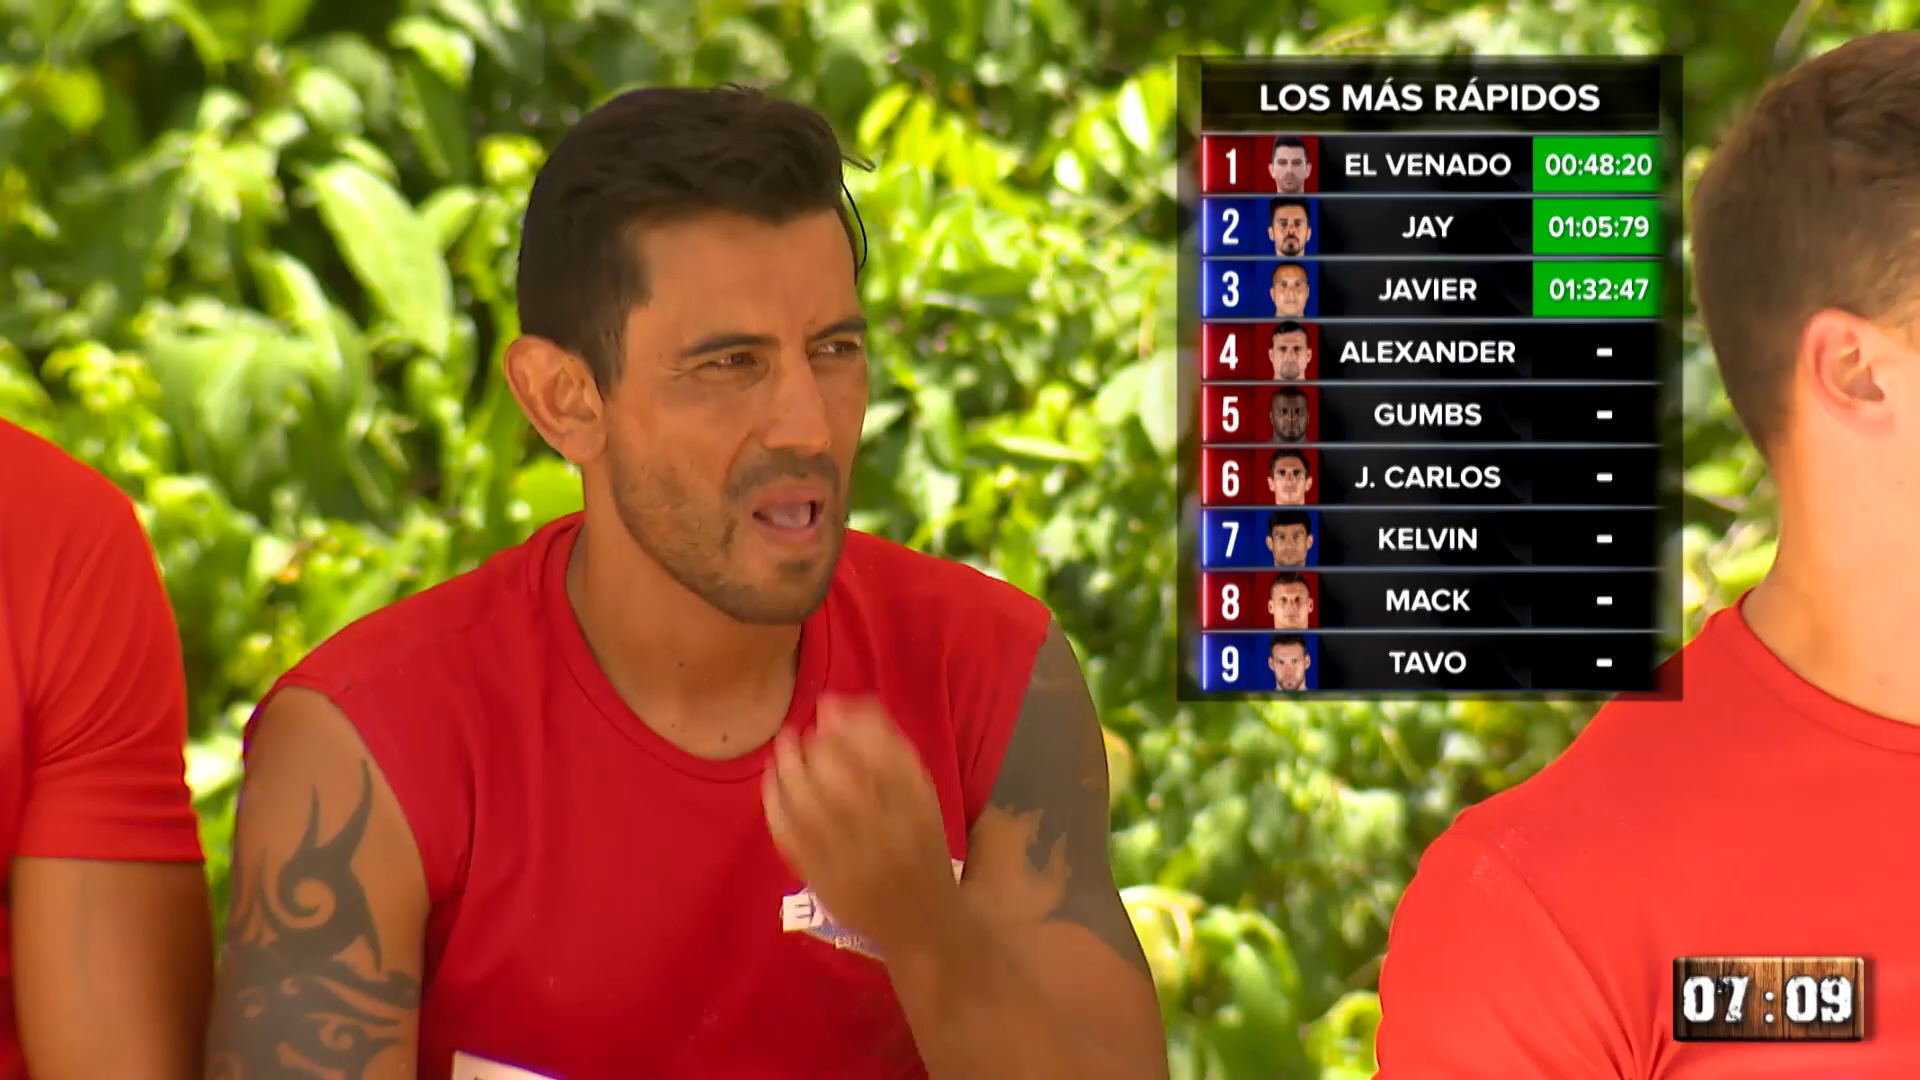 LOS MÁS RÁPIDOS
1 EL VENADO 00:48:20
2 JAY 01:05:79
3 JAVIER 01:32:47
4 ALEXANDER -
5 GUMBS -
6 J. CARLOS -
7 KELVIN -
8 MACK -
9 TAVO -
07:09